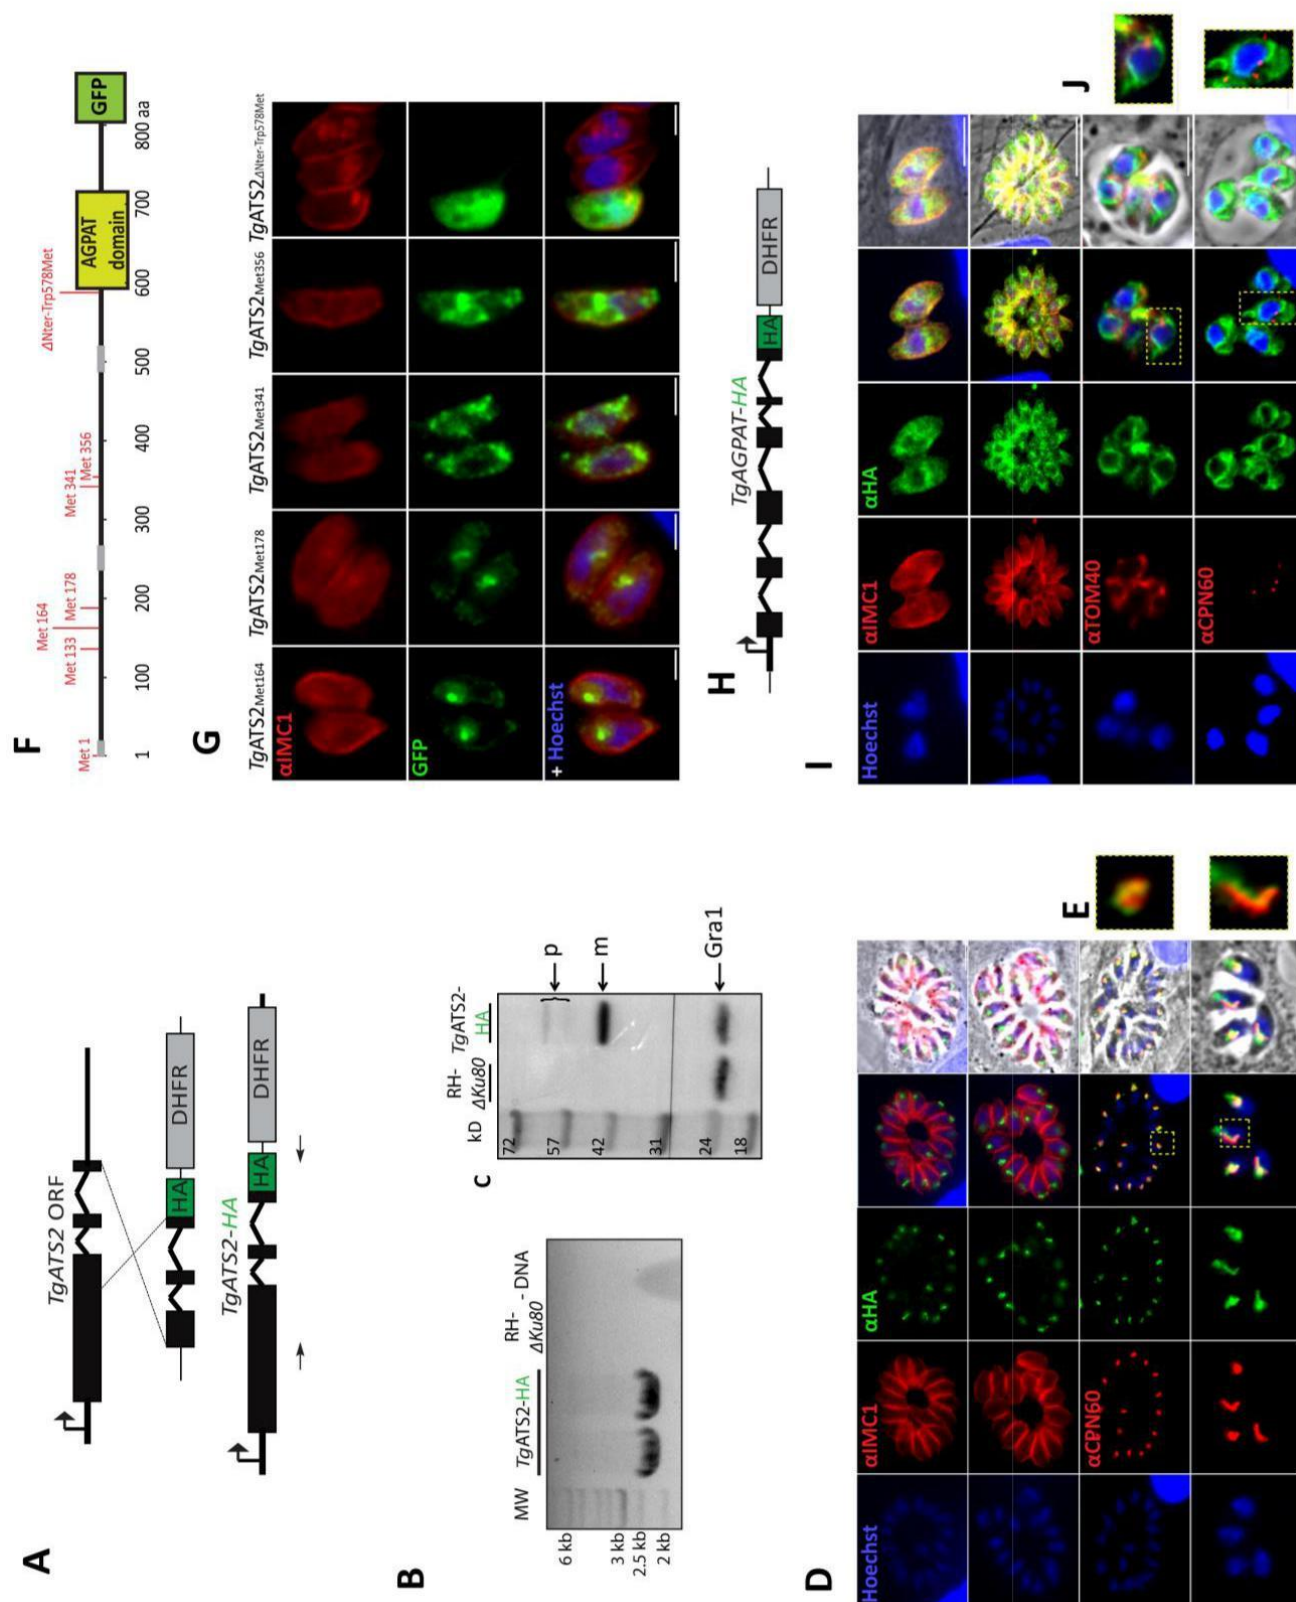 A
TgATS2 ORF
HA
DHFR
TgATS2-HA
HA
DHFR
B
MW
TgATS2-HA
RH-
ΔKu80
- DNA
6 kb
3 kb
2.5 kb
2 kb
C
kD
RH-
ΔKu80
TgATS2-
HA
72
57
42
31
24
18
p
m
Gra1
D
Hoechst
αIMC1
αHA
αCPN60
E
F
Met 1
Met 133
Met 164
Met 178
Met 341
Met 356
ΔNter-Trp578Met
AGPAT
domain
GFP
1
100
200
300
400
500
600
700
800 aa
G
TgATS2Met164
TgATS2Met178
TgATS2Met341
TgATS2Met356
TgATS2ΔNter-Trp578Met
αIMC1
GFP
+ Hoechst
H
TgAGPAT-HA
HA
DHFR
I
Hoechst
αIMC1
αHA
αTOM40
αCPN60
J